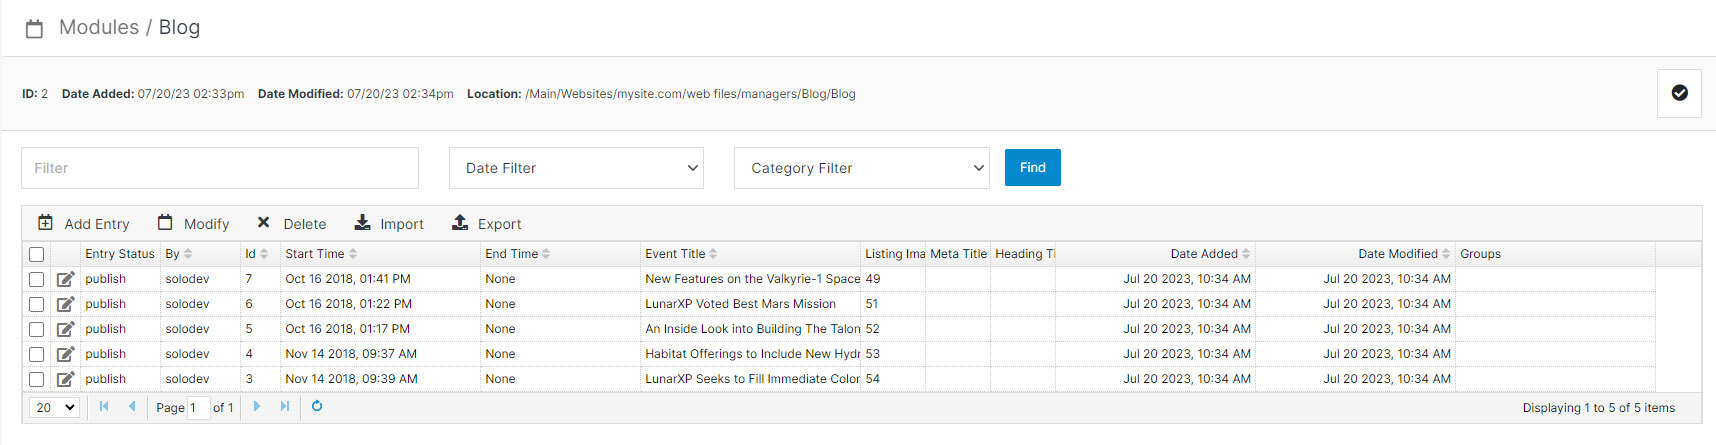 Modules / Blog
ID: 2 Date Added: 07/20/23 02:33pm Date Modified: 07/20/23 02:34pm Location: /Main/Websites/mysite.com/web files/managers/Blog/Blog
Filter Date Filter Category Filter Find
Add Entry Modify Delete Import Export
Entry Status By Id Start Time End Time Event Title Listing Ima Meta Title Heading Ti Date Added Date Modified Groups
publish solodev 7 Oct 16 2018, 01:41 PM None New Features on the Valkyrie-1 Space 49 Jul 20 2023, 10:34 AM Jul 20 2023, 10:34 AM
publish solodev 6 Oct 16 2018, 01:22 PM None LunarXP Voted Best Mars Mission 51 Jul 20 2023, 10:34 AM Jul 20 2023, 10:34 AM
publish solodev 5 Oct 16 2018, 01:17 PM None An Inside Look into Building The Talon 52 Jul 20 2023, 10:34 AM Jul 20 2023, 10:34 AM
publish solodev 4 Nov 14 2018, 09:37 AM None Habitat Offerings to Include New Hydr 53 Jul 20 2023, 10:34 AM Jul 20 2023, 10:34 AM
publish solodev 3 Nov 14 2018, 09:39 AM None LunarXP Seeks to Fill Immediate Color 54 Jul 20 2023, 10:34 AM Jul 20 2023, 10:34 AM
20 Page 1 of 1 Displaying 1 to 5 of 5 items